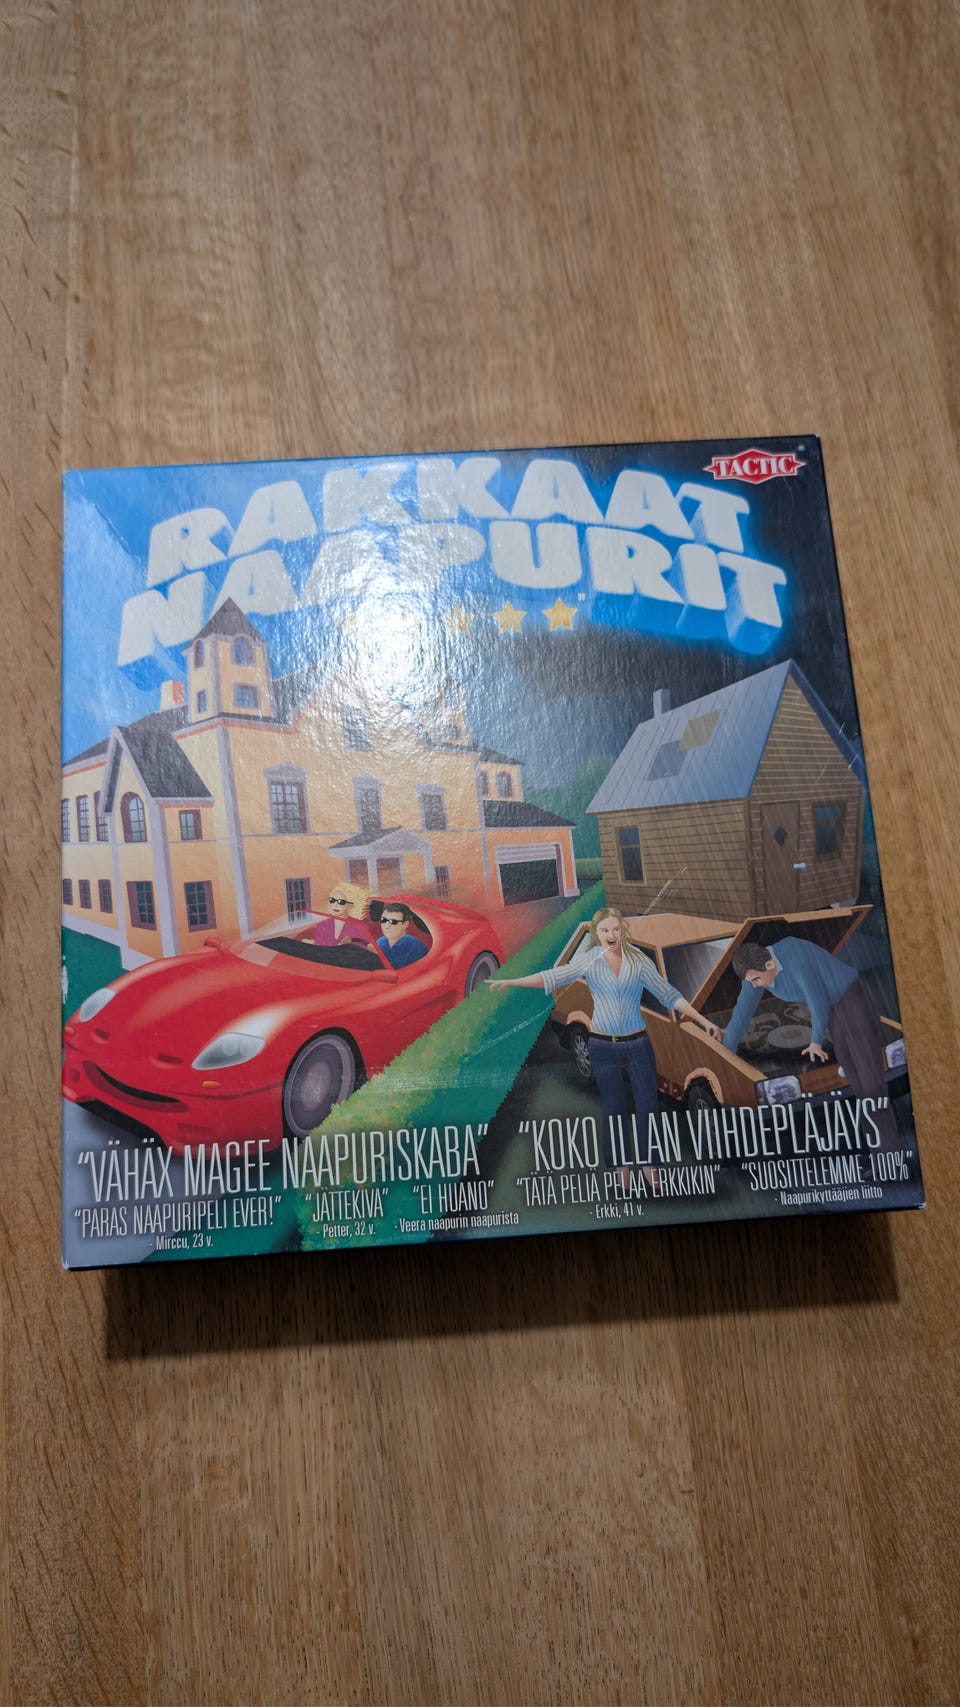 TACTIC
RAKKAAT
NAAPURIT
"VÄHÄX MAGEE NAAPURISKABA"
"KOKO ILLAN VIIHDEPLÄJÄYS"
"PARAS NAAPURIPELI EVER!"
- Mirccu, 23 v.
"JÄTTEKIVA"
- Petter, 32 v.
"EI HUANO"
- Veera naapurin naapurista
"TÄTÄ PELIÄ PELAA ERKKIKIN"
- Erkki, 41 v.
"SUOSITTELEMME 100%"
- Naapurikyttääjien liitto